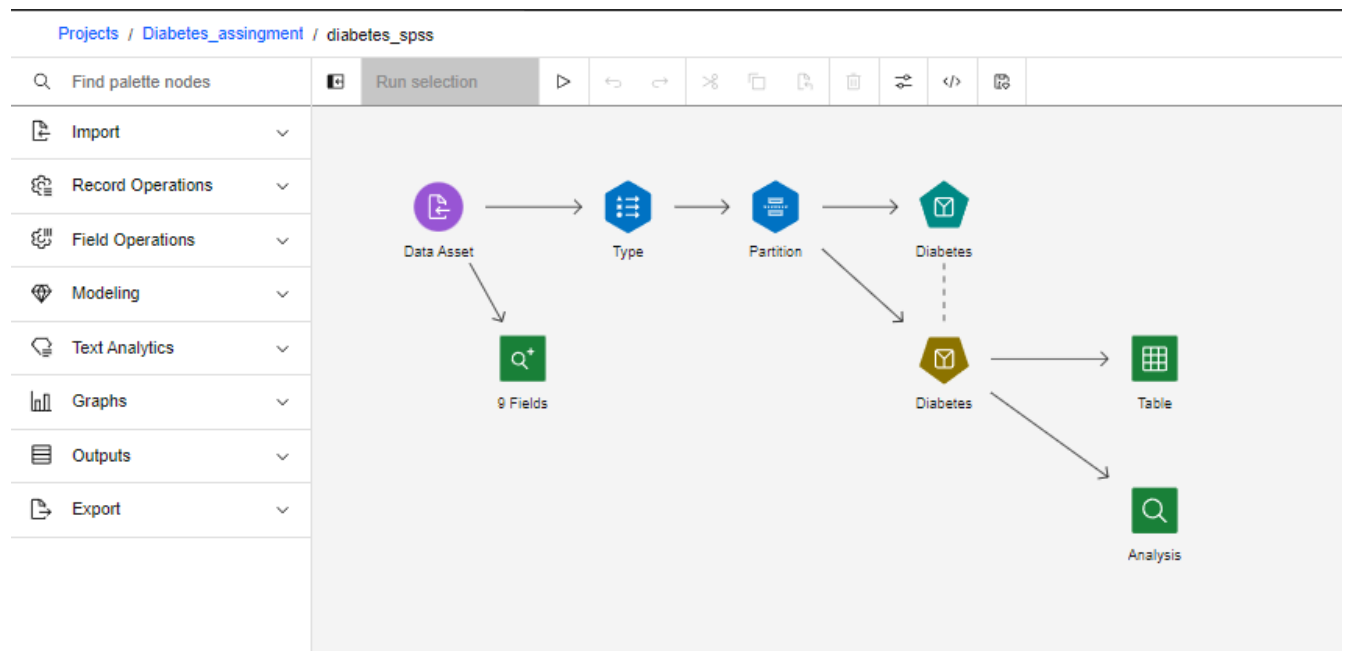 Projects / Diabetes_assingment / diabetes_spss
Find palette nodes
Run selection
Import
Record Operations
Field Operations
Modeling
Text Analytics
Graphs
Outputs
Export
Data Asset
Type
Partition
Diabetes
9 Fields
Diabetes
Table
Analysis